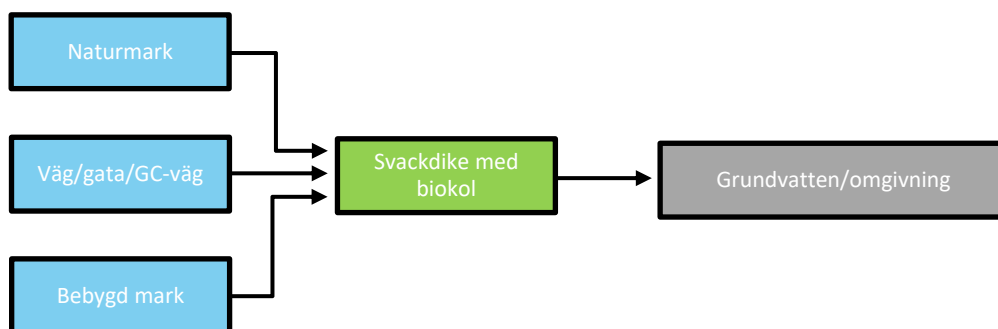 Naturmark
Väg/gata/GC-väg
Bebygd mark
Svackdike med
biokol
Grundvatten/omgivning